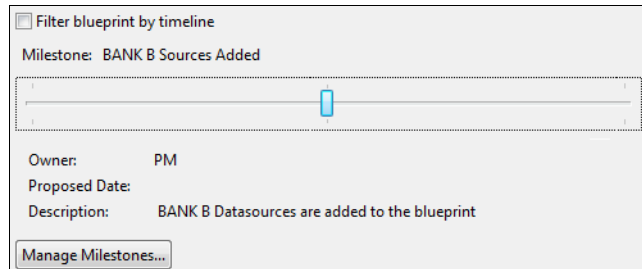 Filter blueprint by timeline
Milestone: BANK B Sources Added
Owner: PM
Proposed Date:
Description: BANK B Datasources are added to the blueprint
Manage Milestones...